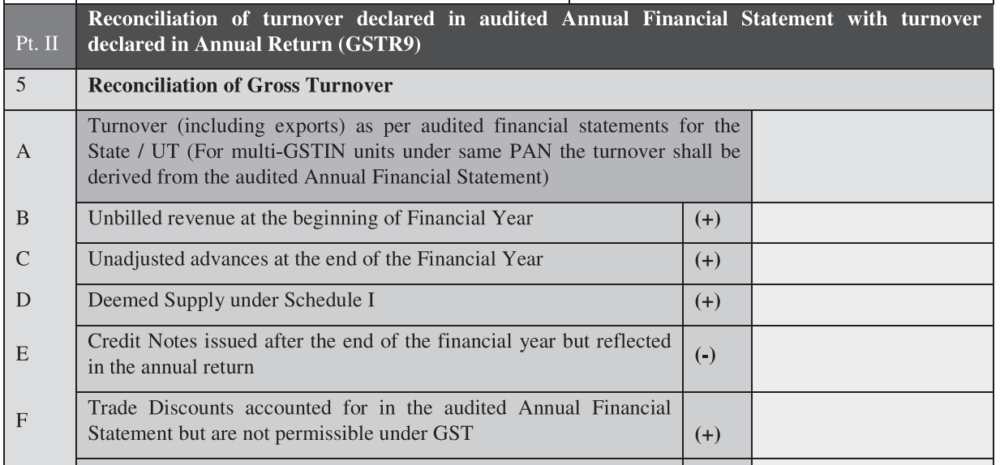 Pt. II
Reconciliation of turnover declared in audited Annual Financial Statement with turnover
declared in Annual Return (GSTR9)
5
Reconciliation of Gross Turnover
A
Turnover (including exports) as per audited financial statements for the
State / UT (For multi-GSTIN units under same PAN the turnover shall be
derived from the audited Annual Financial Statement)
B
Unbilled revenue at the beginning of Financial Year
(+)
C
Unadjusted advances at the end of the Financial Year
(+)
D
Deemed Supply under Schedule I
(+)
E
Credit Notes issued after the end of the financial year but reflected
in the annual return
(-)
F
Trade Discounts accounted for in the audited Annual Financial
Statement but are not permissible under GST
(+)